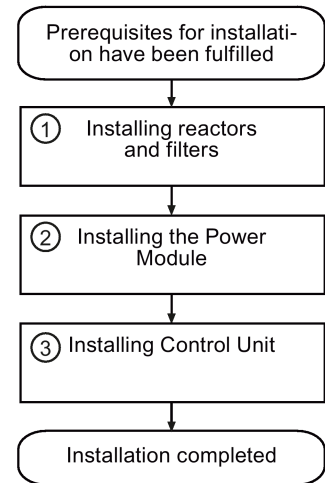 Prerequisites for installati-
on have been fulfilled
① Installing reactors
and filters
② Installing the Power
Module
③ Installing Control Unit
Installation completed